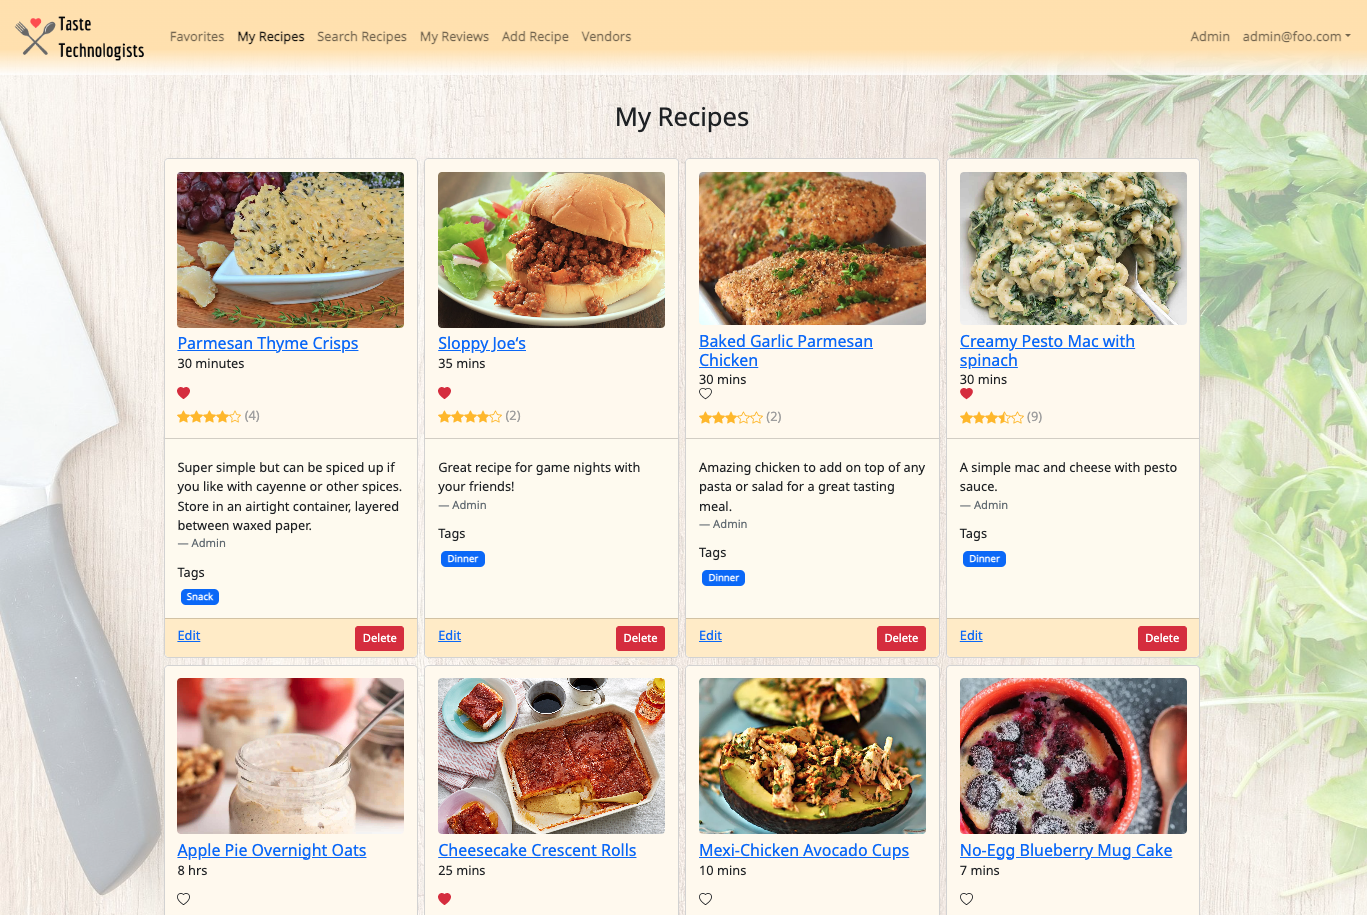 Taste
Technologists
Favorites My Recipes Search Recipes My Reviews Add Recipe Vendors
Admin admin@foo.com
My Recipes
Parmesan Thyme Crisps
30 minutes
(4)
Super simple but can be spiced up if
you like with cayenne or other spices.
Store in an airtight container, layered
between waxed paper.
— Admin
Tags
Snack
Edit Delete
Sloppy Joe's
35 mins
(2)
Great recipe for game nights with
your friends!
— Admin
Tags
Dinner
Edit Delete
Baked Garlic Parmesan
Chicken
30 mins
(2)
Amazing chicken to add on top of any
pasta or salad for a great tasting
meal.
— Admin
Tags
Dinner
Edit Delete
Creamy Pesto Mac with
spinach
30 mins
(9)
A simple mac and cheese with pesto
sauce.
— Admin
Tags
Dinner
Edit Delete
Apple Pie Overnight Oats
8 hrs
Cheesecake Crescent Rolls
25 mins
Mexi-Chicken Avocado Cups
10 mins
No-Egg Blueberry Mug Cake
7 mins